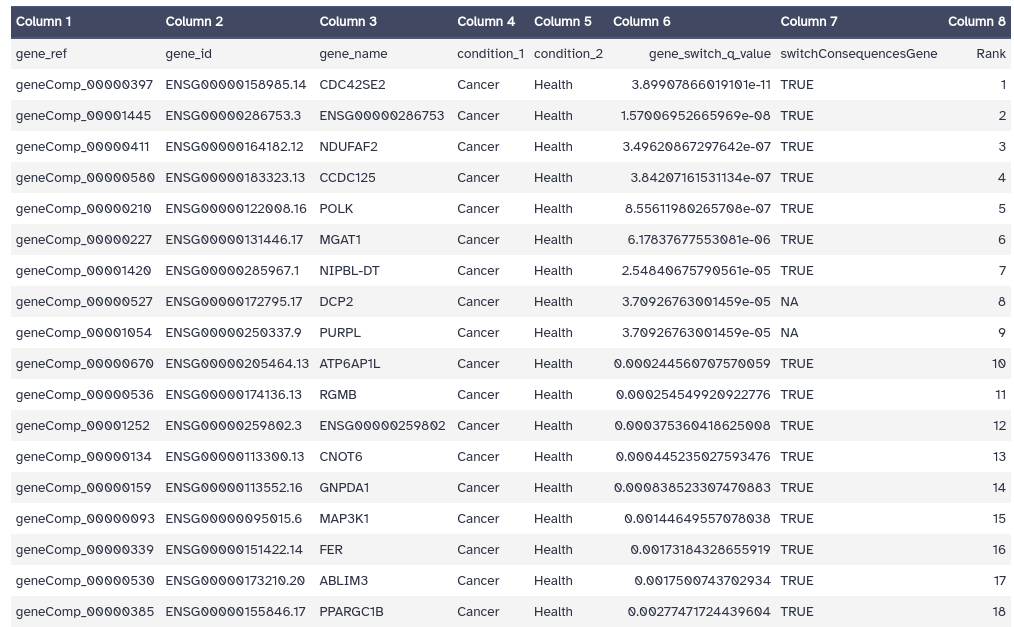 Column 1 Column 2 Column 3 Column 4 Column 5 Column 6 Column 7 Column 8
gene_ref gene_id gene_name condition_1 condition_2 gene_switch_q_value switchConsequencesGene Rank
geneComp_00000397 ENSG00000158985.14 CDC42SE2 Cancer Health 3.89907866019101e-11 TRUE 1
geneComp_00001445 ENSG00000286753.3 ENSG00000286753 Cancer Health 1.57006952665969e-08 TRUE 2
geneComp_00000411 ENSG00000164182.12 NDUFAF2 Cancer Health 3.49620867297642e-07 TRUE 3
geneComp_00000580 ENSG00000183323.13 CCDC125 Cancer Health 3.84207161531134e-07 TRUE 4
geneComp_00000210 ENSG00000122008.16 POLK Cancer Health 8.55611980265708e-07 TRUE 5
geneComp_00000227 ENSG00000131446.17 MGAT1 Cancer Health 6.17837677553081e-06 TRUE 6
geneComp_00001420 ENSG00000285967.1 NIPBL-DT Cancer Health 2.54840675790561e-05 TRUE 7
geneComp_00000527 ENSG00000172795.17 DCP2 Cancer Health 3.70926763001459e-05 NA 8
geneComp_00001054 ENSG00000250337.9 PURPL Cancer Health 3.70926763001459e-05 NA 9
geneComp_00000670 ENSG00000205464.13 ATP6AP1L Cancer Health 0.000244560707570059 TRUE 10
geneComp_00000536 ENSG00000174136.13 RGMB Cancer Health 0.000254549920922776 TRUE 11
geneComp_00001252 ENSG00000259802.3 ENSG00000259802 Cancer Health 0.000375360418625008 TRUE 12
geneComp_00000134 ENSG00000113300.13 CNOT6 Cancer Health 0.000445235027593476 TRUE 13
geneComp_00000159 ENSG00000113552.16 GNPDA1 Cancer Health 0.000838523307470883 TRUE 14
geneComp_00000093 ENSG00000095015.6 MAP3K1 Cancer Health 0.00144649557078038 TRUE 15
geneComp_00000339 ENSG00000151422.14 FER Cancer Health 0.00173184328655919 TRUE 16
geneComp_00000530 ENSG00000173210.20 ABLIM3 Cancer Health 0.0017500743702934 TRUE 17
geneComp_00000385 ENSG00000155846.17 PPARGC1B Cancer Health 0.00277471724439604 TRUE 18